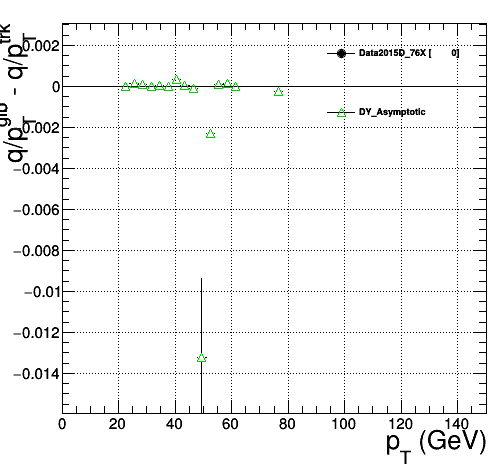 q/p_T^glb - q/p_T^trk
0.002
0
−0.002
−0.004
−0.006
−0.008
−0.01
−0.012
−0.014
Data2015D_76X [ 0]
DY_Asymptotic
0 20 40 60 80 100 120 140
p_T (GeV)